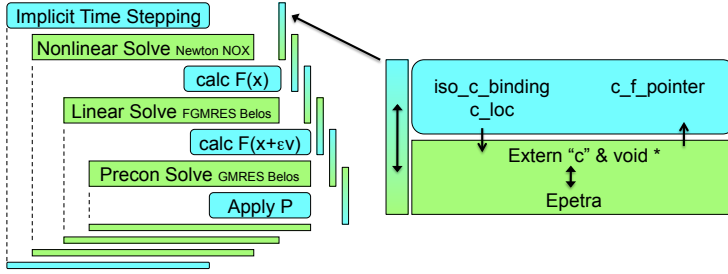 Implicit Time Stepping
Nonlinear Solve Newton NOX
calc F(x)
Linear Solve FGMRES Belos
calc F(x+εv)
Precon Solve GMRES Belos
Apply P
iso_c_binding c_f_pointer
c_loc
Extern “c” & void *
Epetra